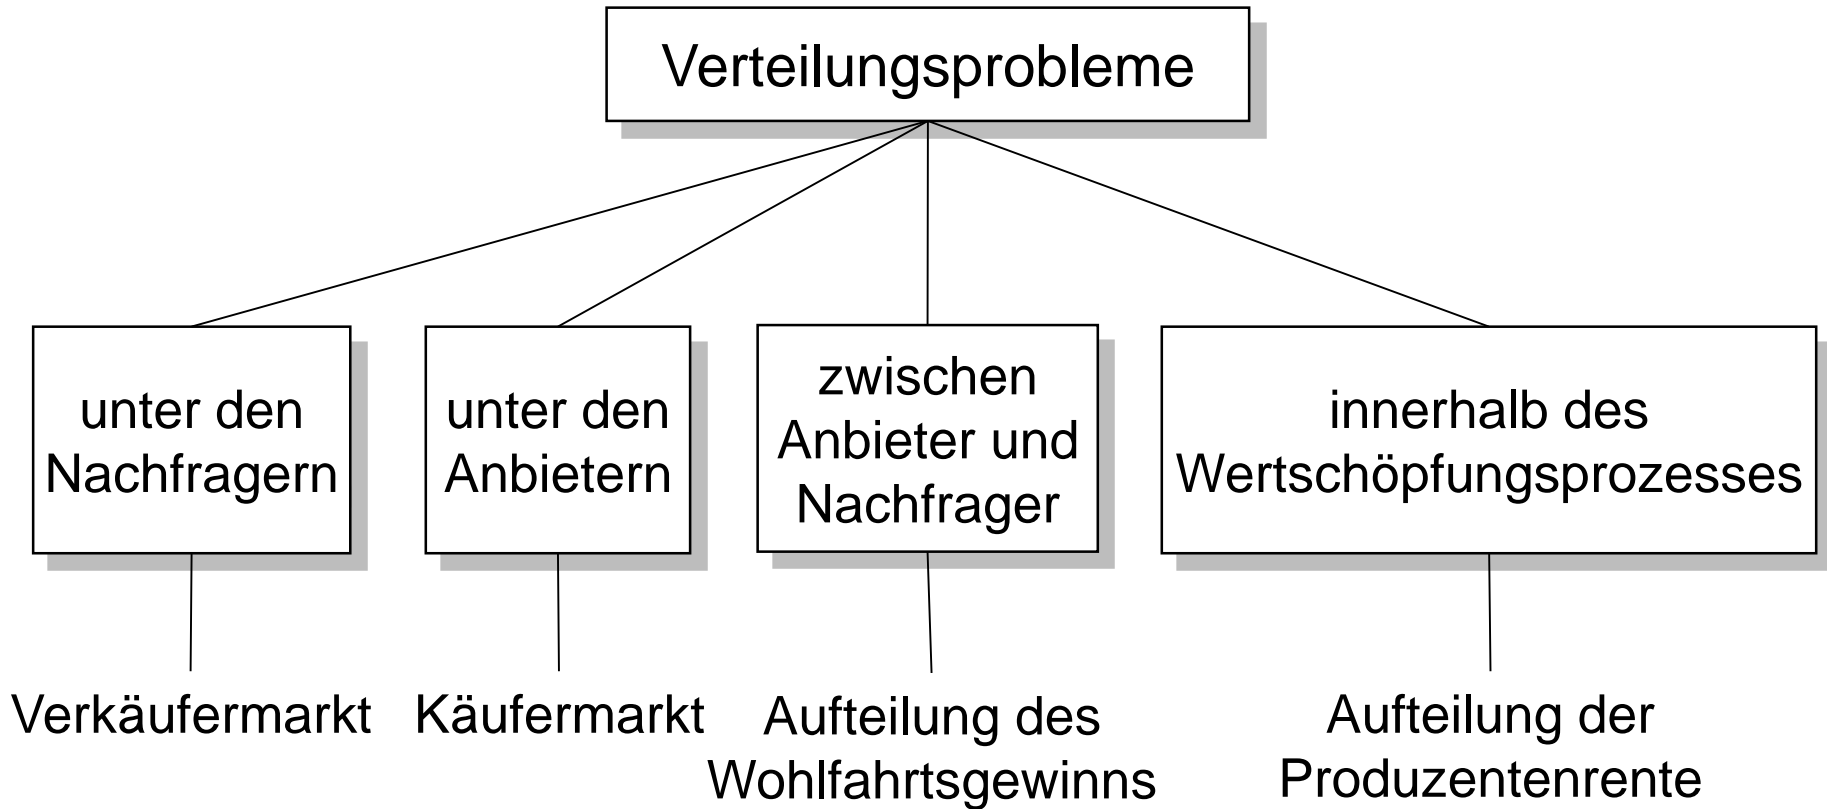 Verteilungsprobleme
unter den
Nachfragern
unter den
Anbietern
zwischen
Anbieter und
Nachfrager
innerhalb des
Wertschöpfungsprozesses
Verkäufermarkt
Käufermarkt
Aufteilung des
Wohlfahrtsgewinns
Aufteilung der
Produzentenrente